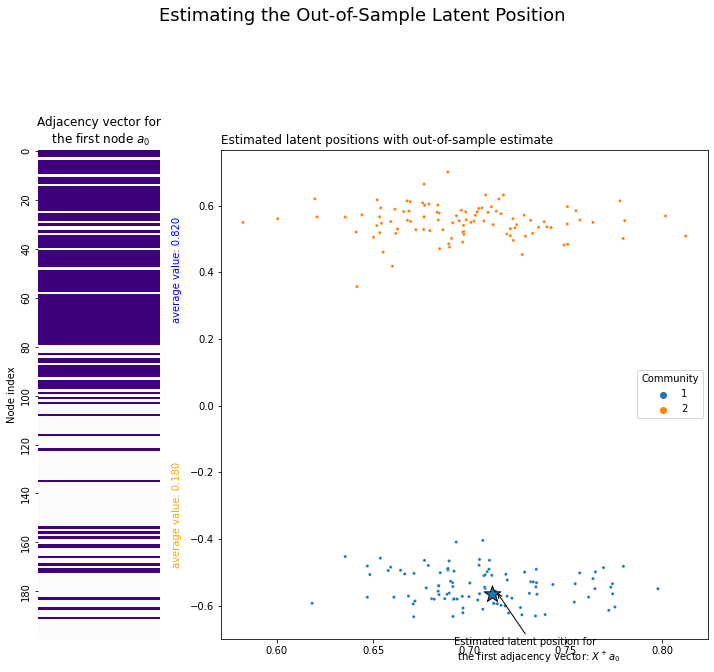 Estimating the Out-of-Sample Latent Position
Adjacency vector for
the first node a₀
Node index
0
20
40
60
80
100
120
140
160
180
average value: 0.820
average value: 0.180
Estimated latent positions with out-of-sample estimate
0.6
0.4
0.2
0.0
−0.2
−0.4
−0.6
0.60
0.65
0.70
0.75
0.80
Community
1
2
Estimated latent position for
the first adjacency vector: X⁺a₀